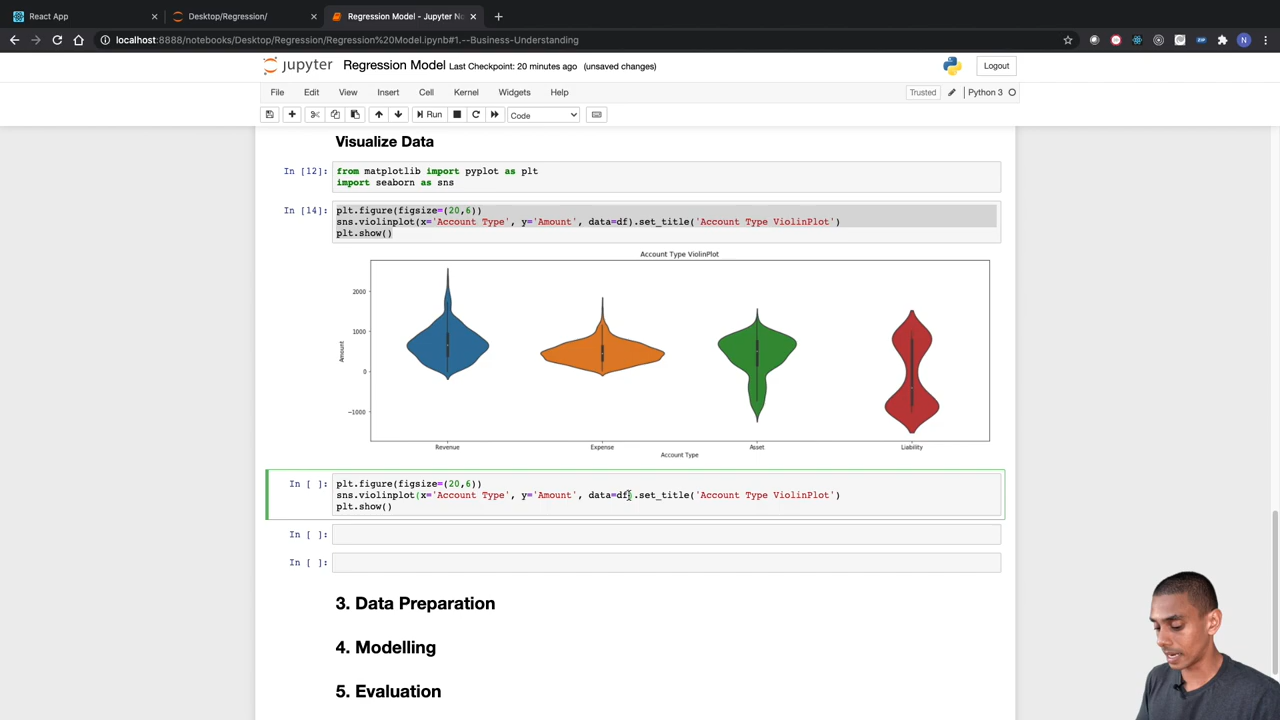 React App
Desktop/Regression/
Regression Model - Jupyter No
localhost:8888/notebooks/Desktop/Regression/Regression%20Model.ipynb#1.--Business-Understanding
jupyter Regression Model Last Checkpoint: 20 minutes ago (unsaved changes)
Logout
File Edit View Insert Cell Kernel Widgets Help
Trusted
Python 3
Run
Code
Visualize Data
In [12]: from matplotlib import pyplot as plt
import seaborn as sns
In [14]: plt.figure(figsize=(20,6))
sns.violinplot(x='Account Type', y='Amount', data=df).set_title('Account Type ViolinPlot')
plt.show()
Account Type ViolinPlot
2000
1000
0
−1000
Amount
Revenue Expense Asset Liability
Account Type
In [ ]: plt.figure(figsize=(20,6))
sns.violinplot(x='Account Type', y='Amount', data=df).set_title('Account Type ViolinPlot')
plt.show()
In [ ]:
In [ ]:
3. Data Preparation
4. Modelling
5. Evaluation